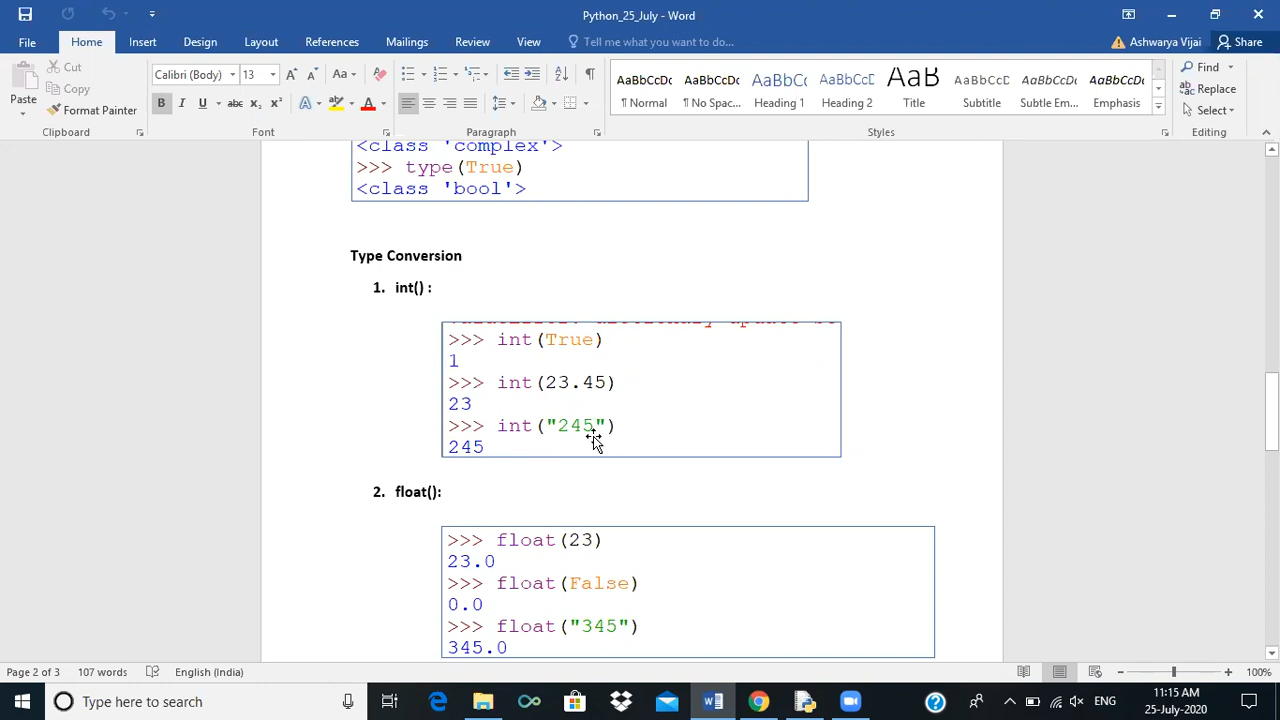 Python_25_July - Word
Ashwarya Vijai
Share
File
Home
Insert
Design
Layout
References
Mailings
Review
View
Tell me what you want to do...
Paste
Cut
Copy
Format Painter
Clipboard
Calibri (Body)
13
Font
Paragraph
AaBbCcDc
¶ Normal
AaBbCcDc
¶ No Spac...
AaBbCc
Heading 1
AaBbCcD
Heading 2
AaB
Title
AaBbCcD
Subtitle
AaBbCcDc
Subtle Em...
AaBbCcDc
Emphasis
Styles
Find
Replace
Select
Editing
<class 'complex'>
>>> type(True)
<class 'bool'>
Type Conversion
1. int() :
>>> int(True)
1
>>> int(23.45)
23
>>> int("245")
245
2. float():
>>> float(23)
23.0
>>> float(False)
0.0
>>> float("345")
345.0
Page 2 of 3
107 words
English (India)
100%
Type here to search
ENG
11:15 AM
25-July-2020